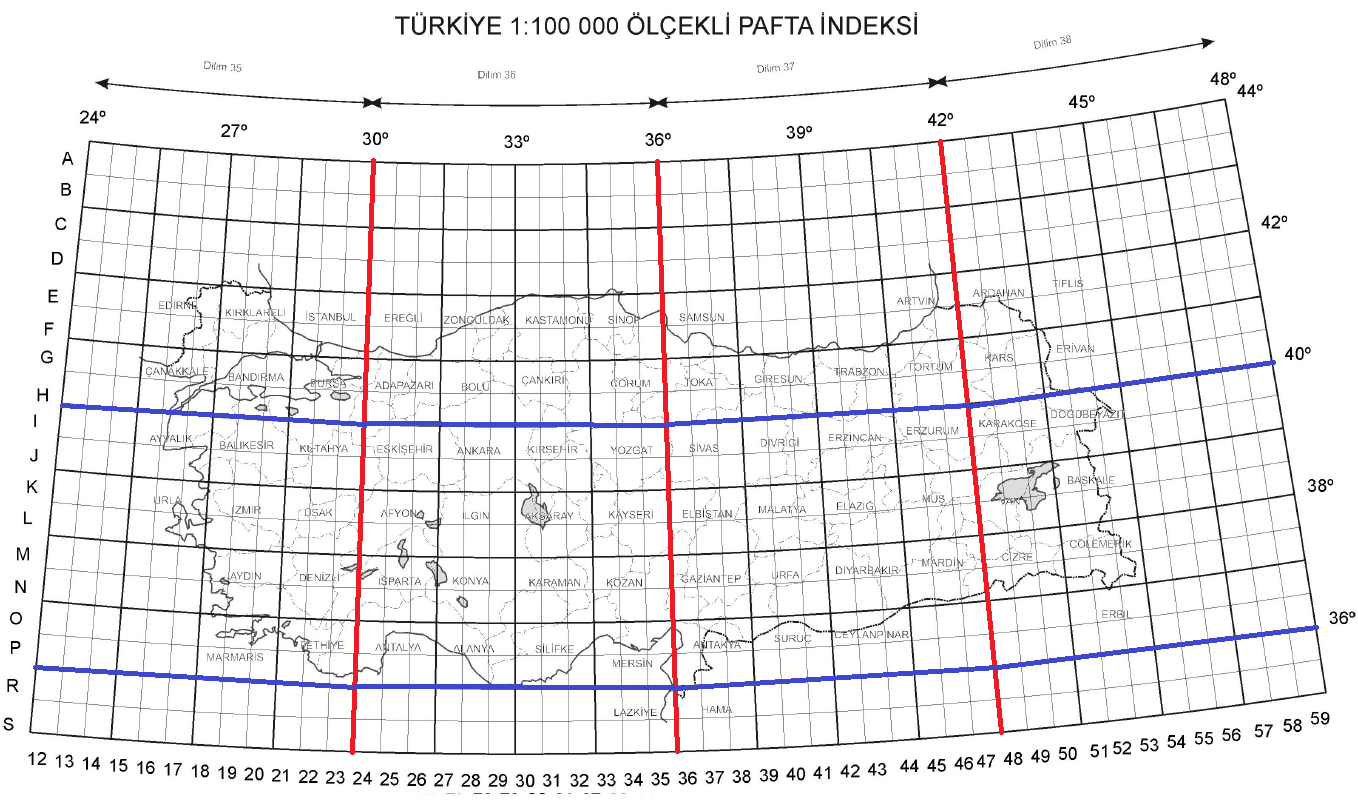 TÜRKİYE 1:100 000 ÖLÇEKLİ PAFTA İNDEKSİ
Dilim 35
Dilim 36
Dilim 37
Dilim 38
24º
27º
30º
33º
36º
39º
42º
45º
48º
44º
42º
40º
38º
36º
A
B
C
D
E
F
G
H
I
J
K
L
M
N
O
P
R
S
EDİRNE
KIRKLARELİ
İSTANBUL
EREĞLİ
ZONGULDAK
KASTAMONU
SİNOP
SAMSUN
ARTVİN
ARDAHAN
TİFLİS
ÇANAKKALE
BANDIRMA
BURSA
ADAPAZARI
BOLU
ÇANKIRI
ÇORUM
TOKA
GİRESUN
TRABZON
TORTUM
KARS
ERİVAN
AYVALIK
BALIKESİR
KÜTAHYA
ESKİŞEHİR
ANKARA
KIRŞEHİR
YOZGAT
SİVAS
DİVRİĞİ
ERZİNCAN
ERZURUM
KARAKÖSE
DOĞUBEYAZIT
URLA
İZMİR
UŞAK
AFYON
ILGIN
AKSARAY
KAYSERİ
ELBİSTAN
MALATYA
ELAZIĞ
MUŞ
VAN
BAŞKALE
AYDIN
DENİZLİ
ISPARTA
KONYA
KARAMAN
KOZAN
GAZİANTEP
URFA
DİYARBAKIR
MARDİN
CİZRE
ÇÖLEMERİK
MARMARİS
FETHİYE
ANTALYA
ALANYA
SİLİFKE
MERSİN
ANTAKYA
SURUÇ
CEYLANPINAR
ERBİL
LAZKİYE
HAMA
12 13 14 15 16 17 18 19 20 21 22 23 24 25 26 27 28 29 30 31 32 33 34 35 36 37 38 39 40 41 42 43 44 45 46 47 48 49 50 51 52 53 54 55 56 57 58 59